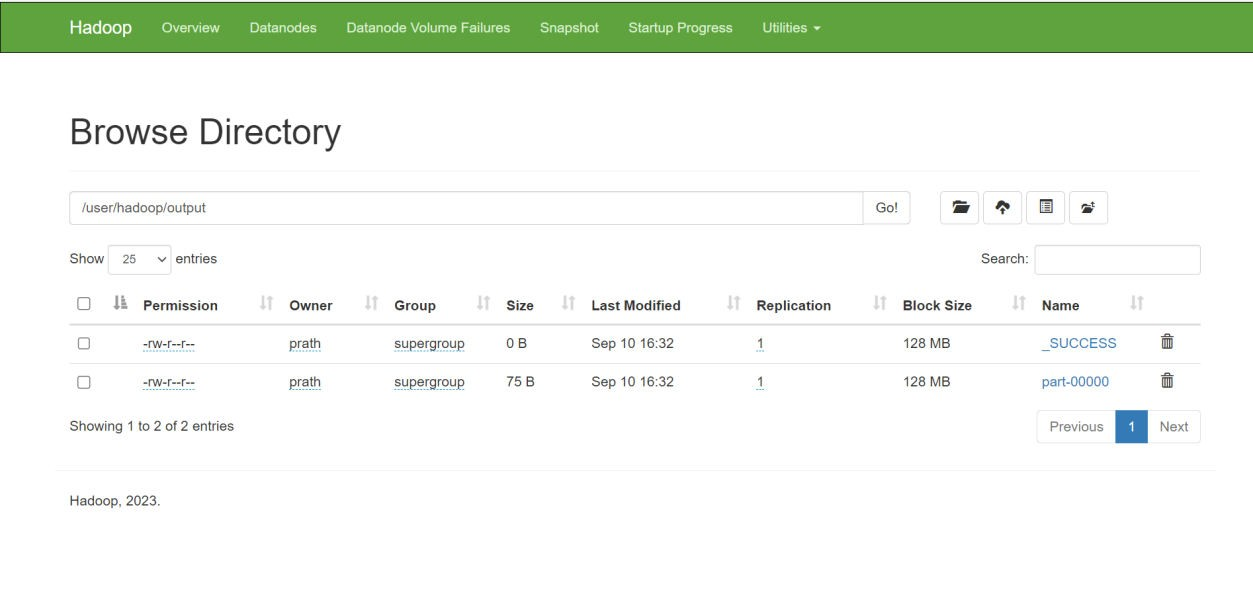 Hadoop Overview Datanodes Datanode Volume Failures Snapshot Startup Progress Utilities
Browse Directory
/user/hadoop/output Go!
Show 25 entries Search:
Permission Owner Group Size Last Modified Replication Block Size Name
-rw-r--r-- prath supergroup 0 B Sep 10 16:32 1 128 MB _SUCCESS
-rw-r--r-- prath supergroup 75 B Sep 10 16:32 1 128 MB part-00000
Showing 1 to 2 of 2 entries Previous 1 Next
Hadoop, 2023.